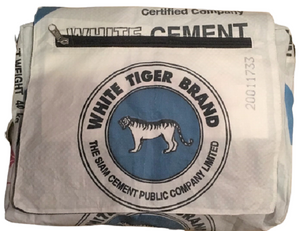 Certified Company
WHITE CEMENT
20011733
WHITE TIGER BRAND
THE SIAM CEMENT PUBLIC COMPANY LIMITED